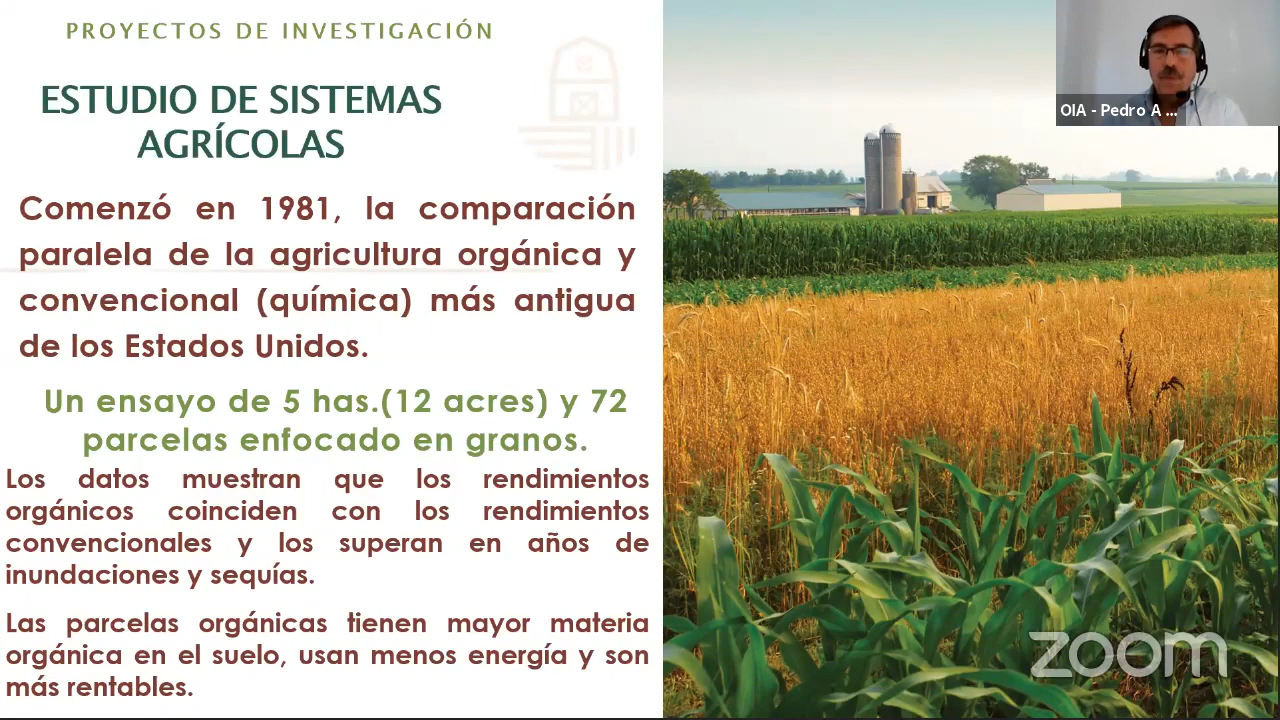 PROYECTOS DE INVESTIGACIÓN
ESTUDIO DE SISTEMAS
AGRÍCOLAS
Comenzó en 1981, la comparación
paralela de la agricultura orgánica y
convencional (química) más antigua
de los Estados Unidos.
Un ensayo de 5 has.(12 acres) y 72
parcelas enfocado en granos.
Los datos muestran que los rendimientos
orgánicos coinciden con los rendimientos
convencionales y los superan en años de
inundaciones y sequías.
Las parcelas orgánicas tienen mayor materia
orgánica en el suelo, usan menos energía y son
más rentables.
OIA - Pedro A ...
zoom